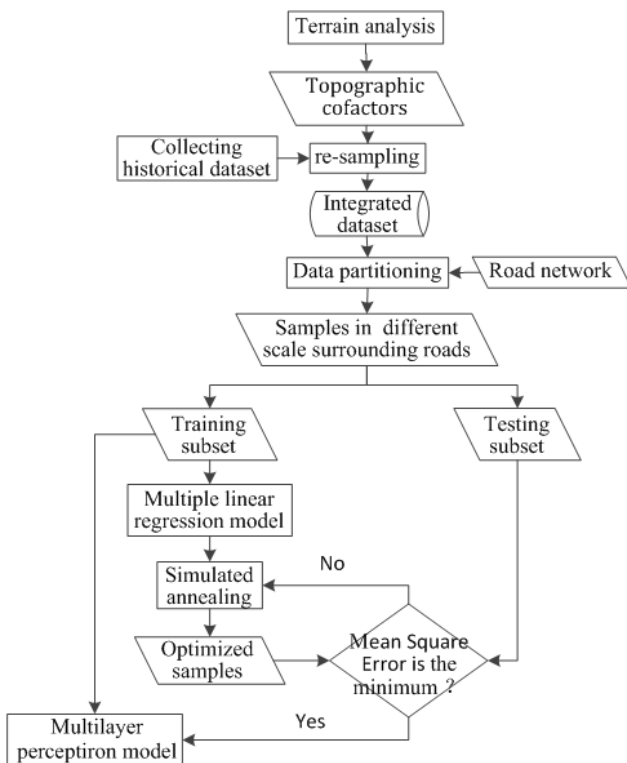 Terrain analysis
Topographic
cofactors
Collecting
historical dataset
re-sampling
Integrated
dataset
Data partitioning
Road network
Samples in different
scale surrounding roads
Training
subset
Testing
subset
Multiple linear
regression model
No
Simulated
annealing
Optimized
samples
Mean Square
Error is the
minimum ?
Yes
Multilayer
perceptiron model